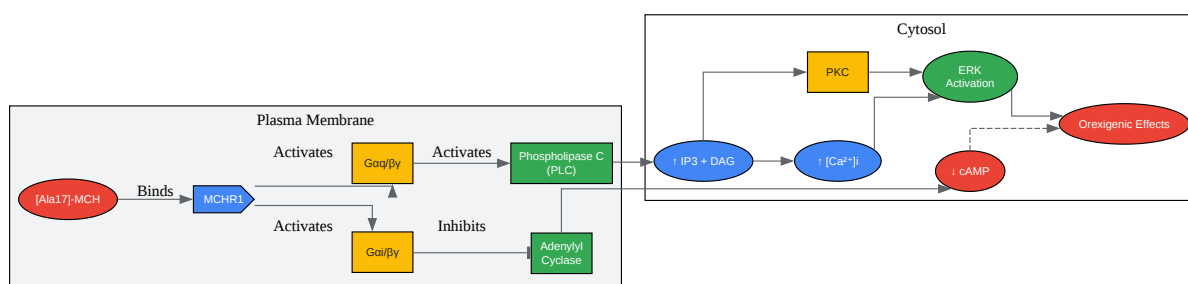 Cytosol
PKC
ERK
Activation
Plasma Membrane
Orexigenic Effects
Activates
Gαq/βγ
Activates
Phospholipase C
(PLC)
↑ IP3 + DAG
↑ [Ca²⁺]i
↓ cAMP
[Ala17]-MCH
Binds
MCHR1
Activates
Gαi/βγ
Inhibits
Adenylyl
Cyclase